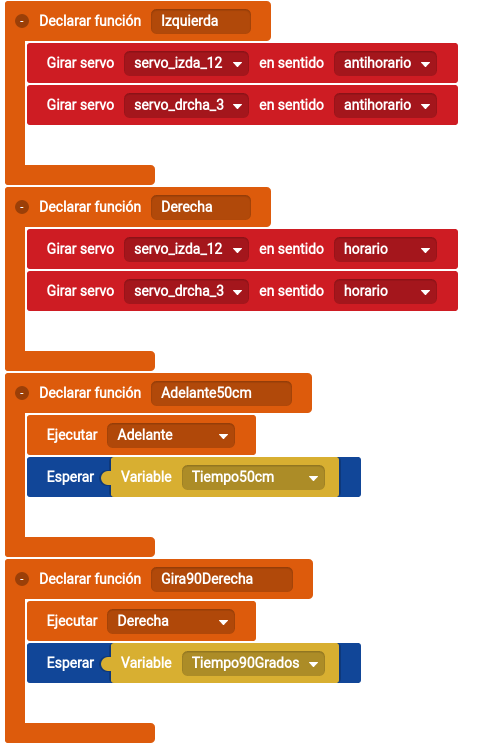 - Declarar función Izquierda
Girar servo servo_izda_12 en sentido antihorario
Girar servo servo_drcha_3 en sentido antihorario
- Declarar función Derecha
Girar servo servo_izda_12 en sentido horario
Girar servo servo_drcha_3 en sentido horario
- Declarar función Adelante50cm
Ejecutar Adelante
Esperar Variable Tiempo50cm
- Declarar función Gira90Derecha
Ejecutar Derecha
Esperar Variable Tiempo90Grados